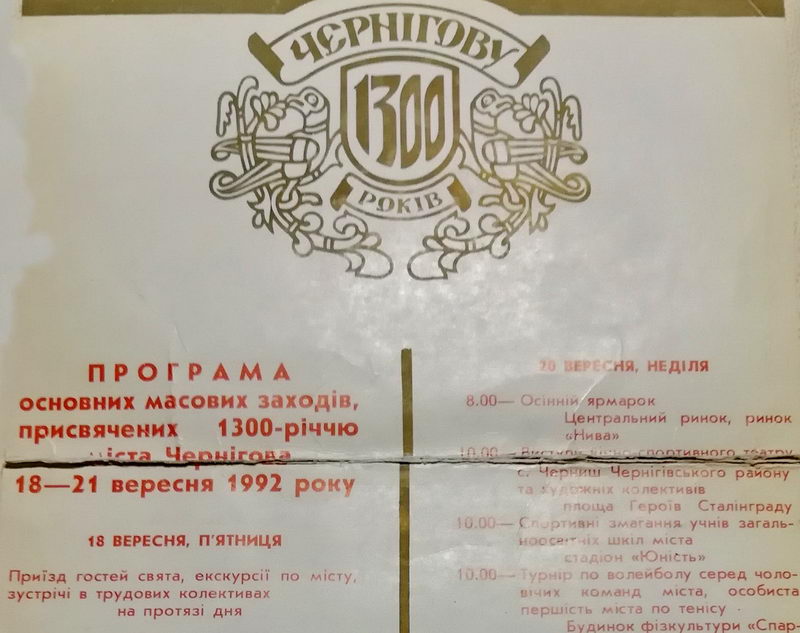 ЧЕРНІГОВУ
1300
РОКІВ
ПРОГРАМА
основних масових заходів,
присвячених 1300-річчю
міста Чернігова
18—21 вересня 1992 року
18 ВЕРЕСНЯ, П'ЯТНИЦЯ
Приїзд гостей свята, екскурсії по місту,
зустрічі в трудових колективах
на протязі дня
20 ВЕРЕСНЯ, НЕДІЛЯ
8.00— Осінній ярмарок
Центральний ринок, ринок
«Нива»
10.00— спортивного театру
с. Черниш Чернігівського району
та художніх колективів
площа Героїв Сталінграду
10.00— Спортивні змагання учнів загаль-
ноосвітніх шкіл міста
стадіон «Юність»
10.00— Турнір по волейболу серед чоло-
вічих команд міста, особиста
першість міста по тенісу
Будинок фізкультури «Спар-